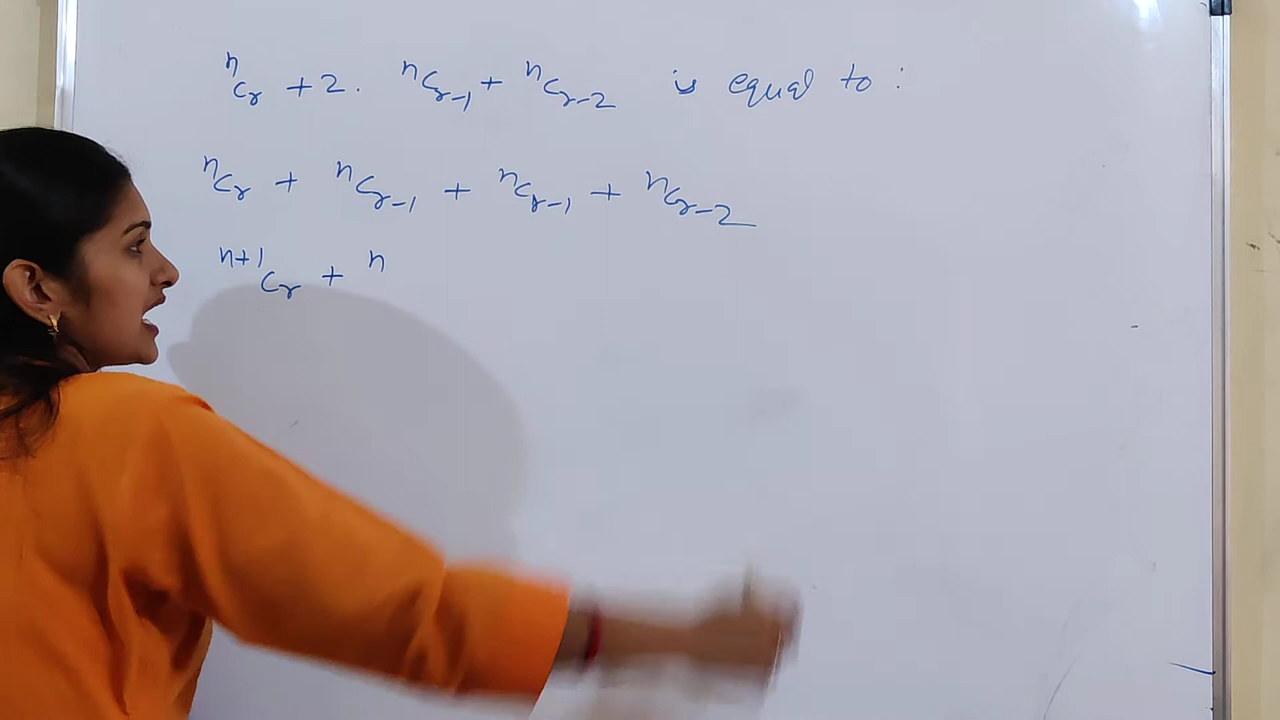 ⁿCᵣ + 2. ⁿCᵣ₋₁ + ⁿCᵣ₋₂ is equal to :
ⁿCᵣ + ⁿCᵣ₋₁ + ⁿCᵣ₋₁ + ⁿCᵣ₋₂
ⁿ⁺¹Cᵣ + ⁿ